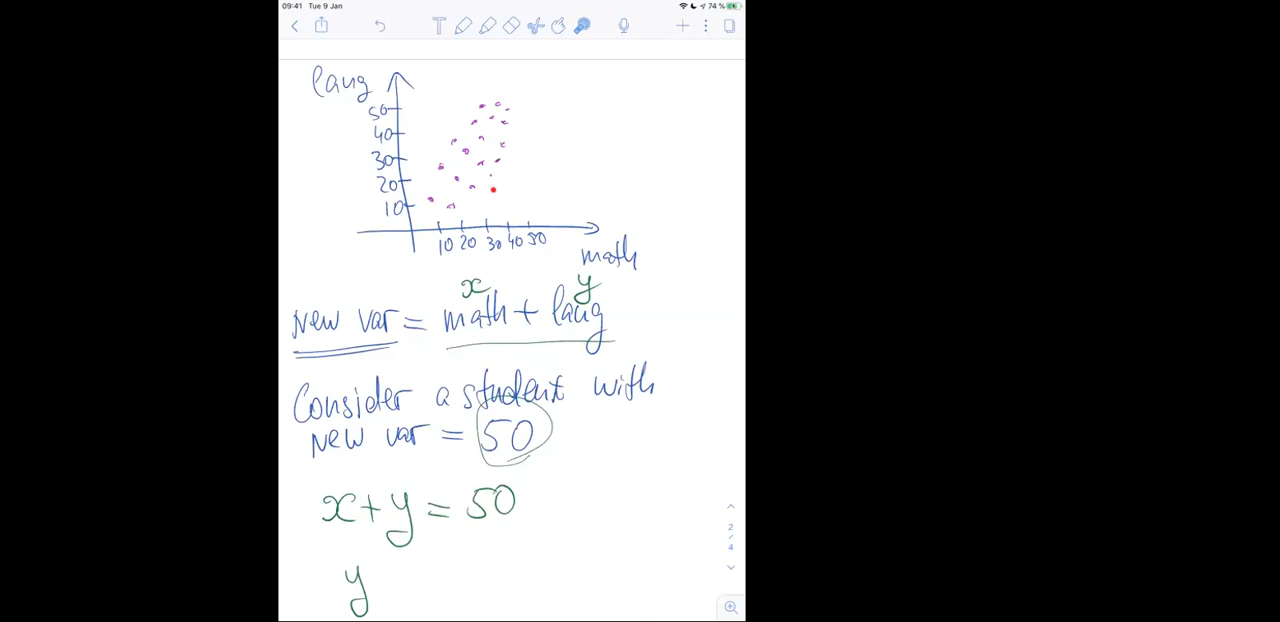 09:41 Tue 9 Jan 74 %
T
lang
50
40
30
20
10
10 20 30 40 50
math
x y
New var = math + lang
Consider a student with
New var = 50
x + y = 50
y
2
/
4